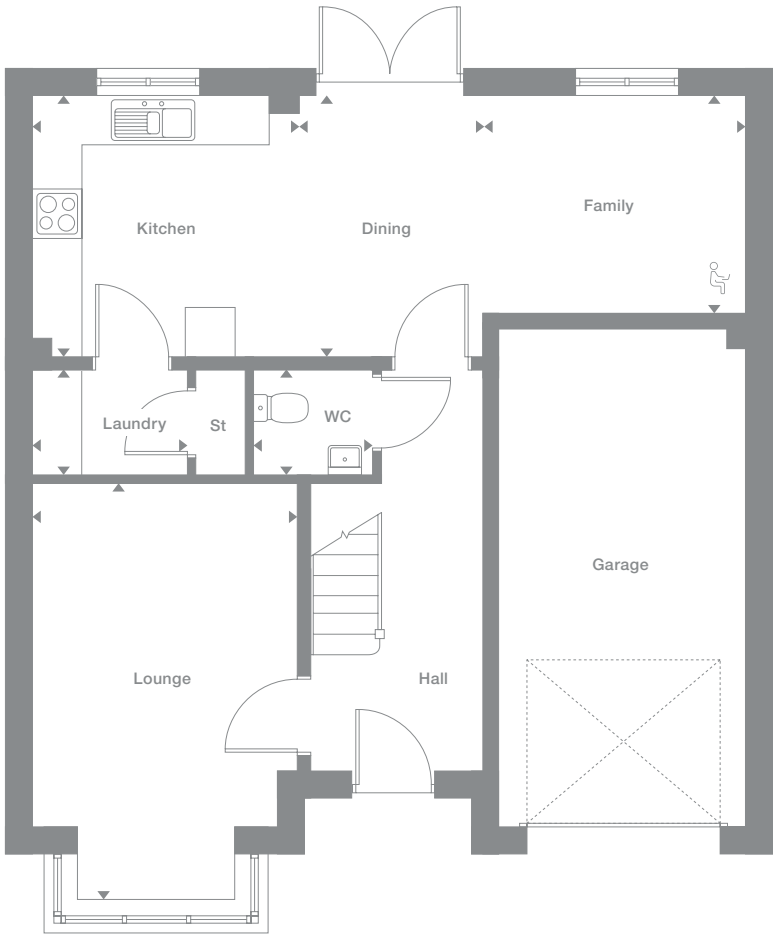 Family
Kitchen
Dining
WC
Laundry
St
Garage
Lounge
Hall